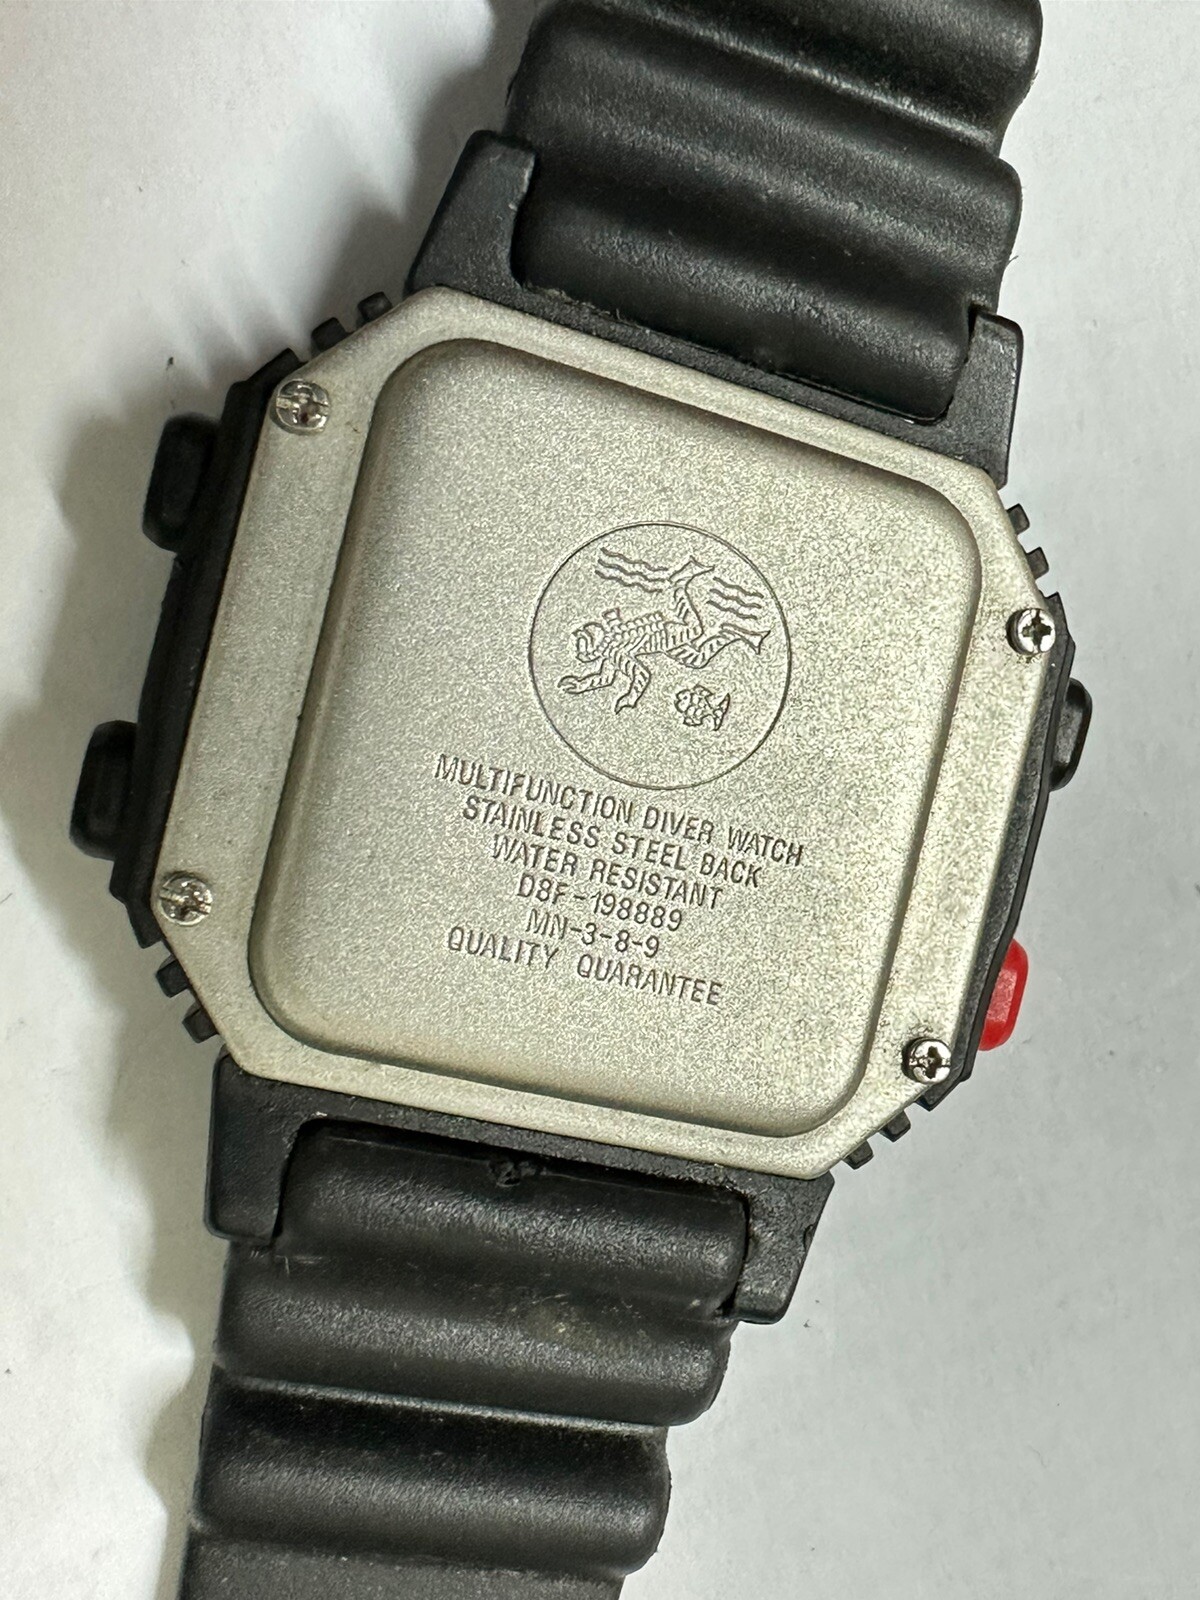 MULTIFUNCTION DIVER WATCH
STAINLESS STEEL BACK
WATER RESISTANT
D8F-198889
MN-3-8-9
QUALITY QUARANTEE